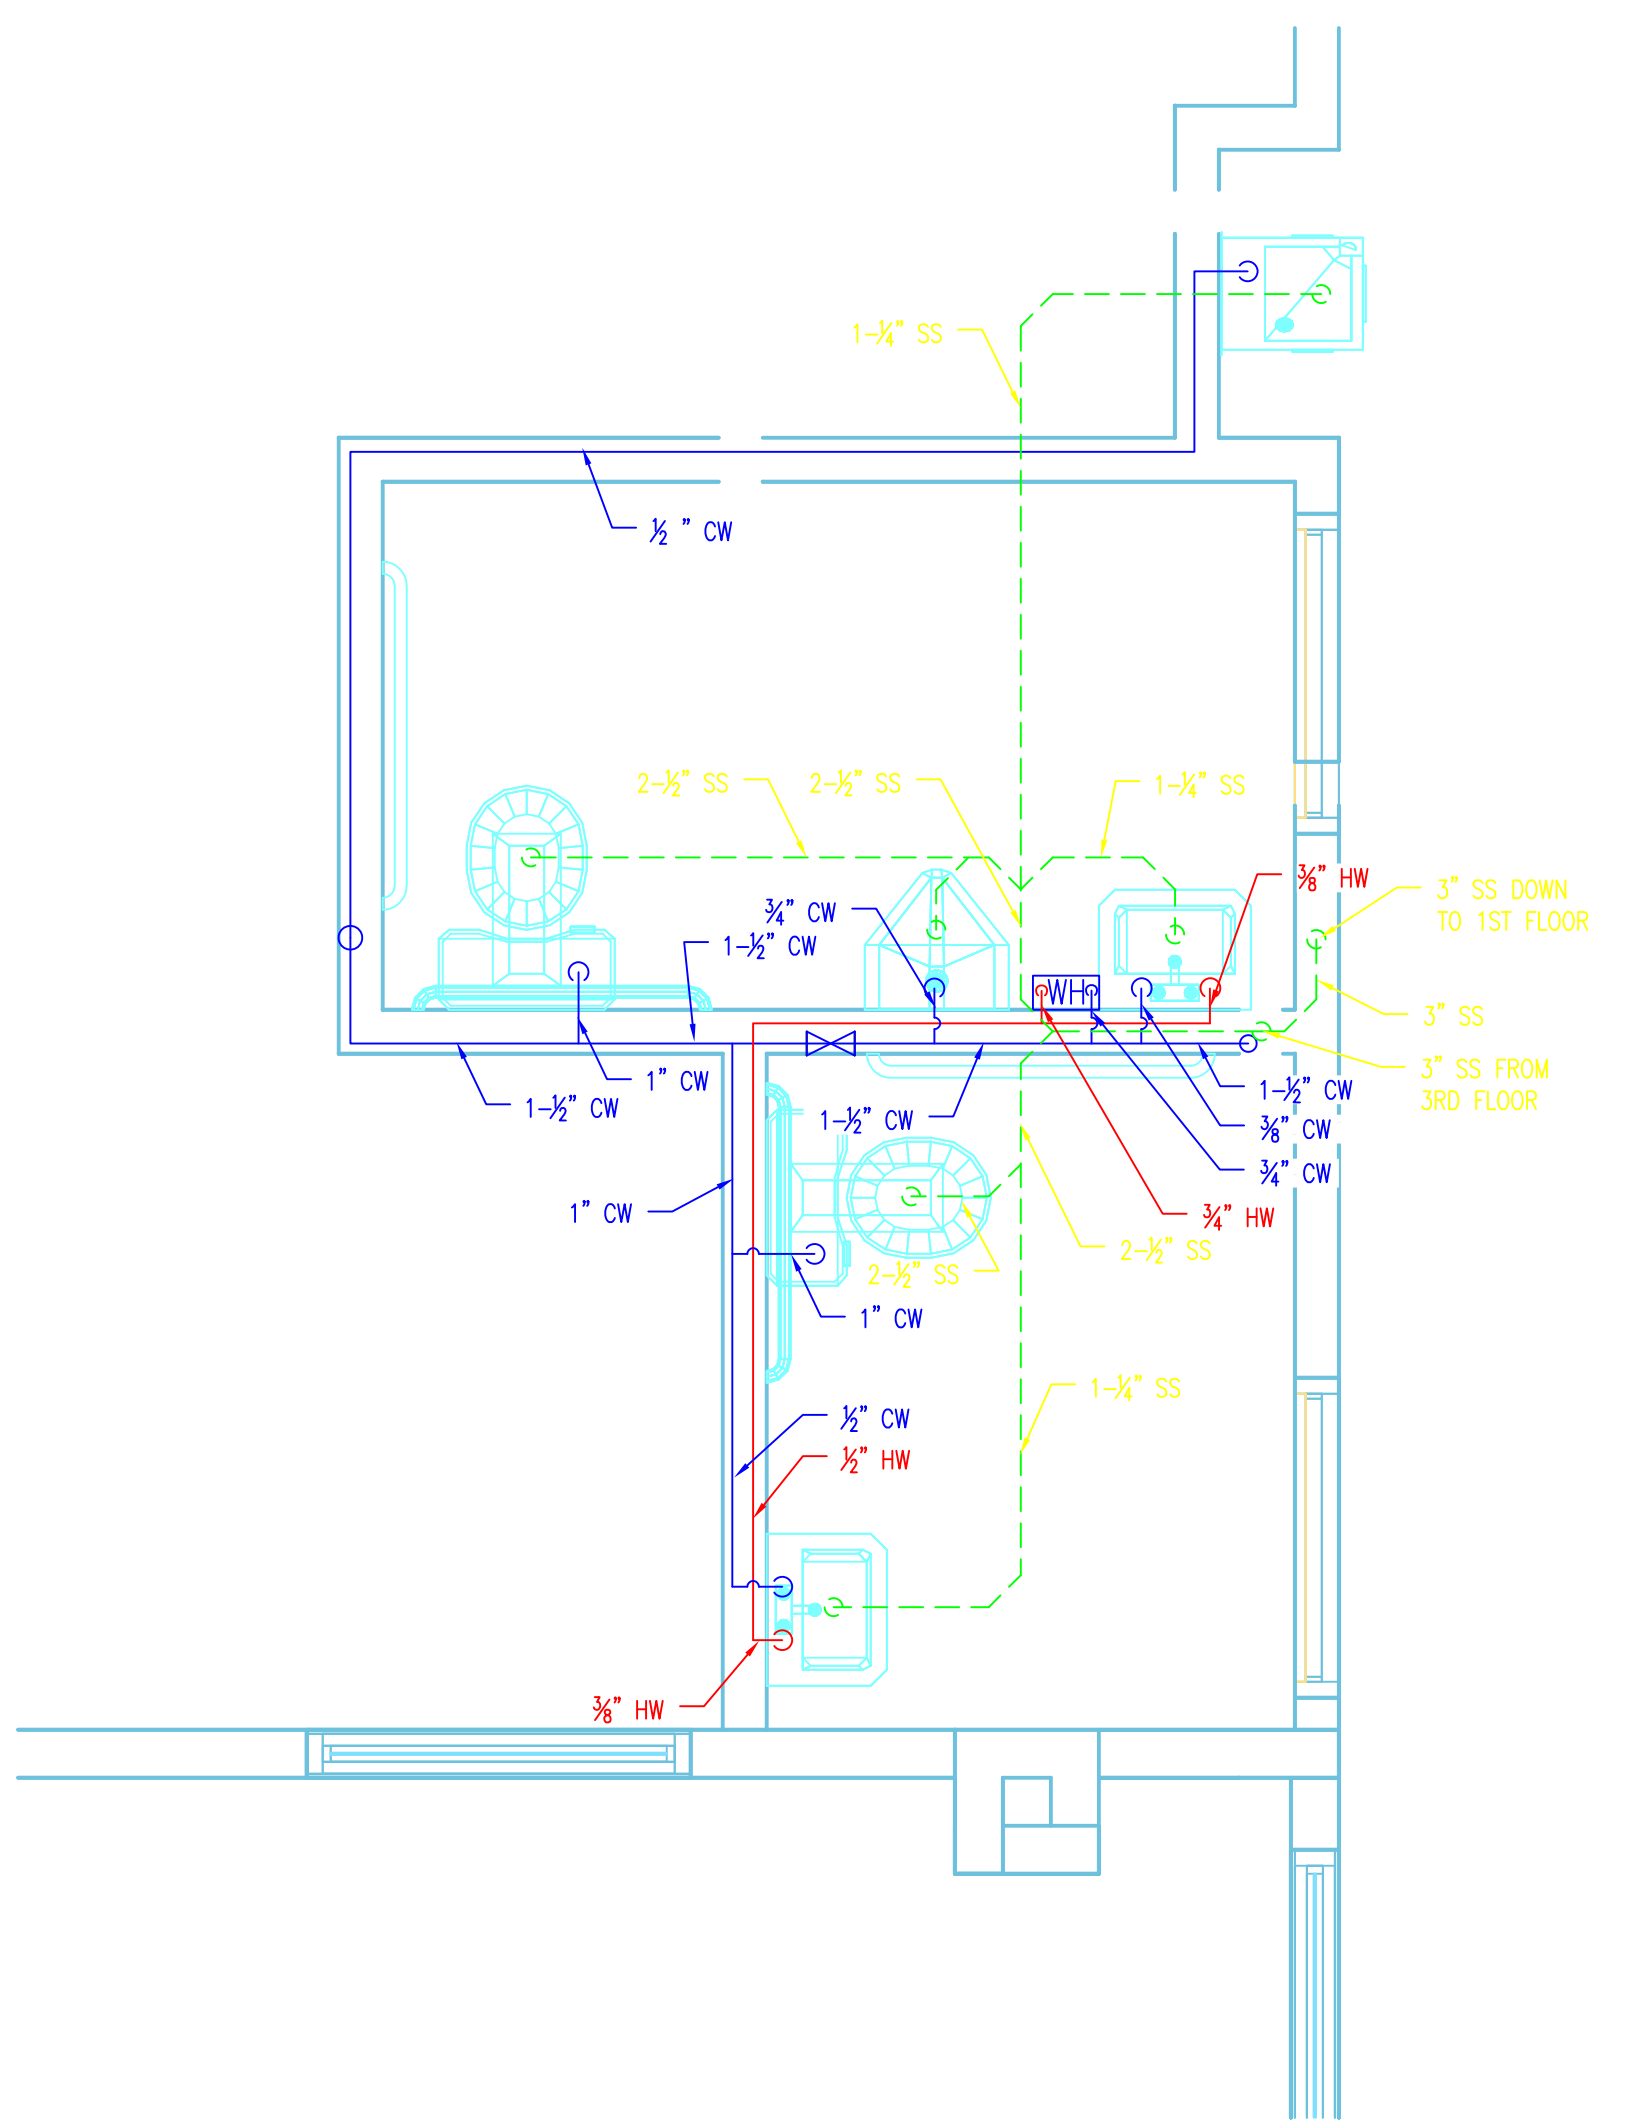 1-¼" SS
½ " CW
2-½" SS
2-½" SS
1-¼" SS
⅜" HW
3" SS DOWN
TO 1ST FLOOR
¾" CW
1-½" CW
WH
3" SS
3" SS FROM
3RD FLOOR
1" CW
1-½" CW
1-½" CW
1-½" CW
⅜" CW
¾" CW
1" CW
¾" HW
2-½" SS
2-½" SS
1" CW
1-¼" SS
½" CW
½" HW
⅜" HW